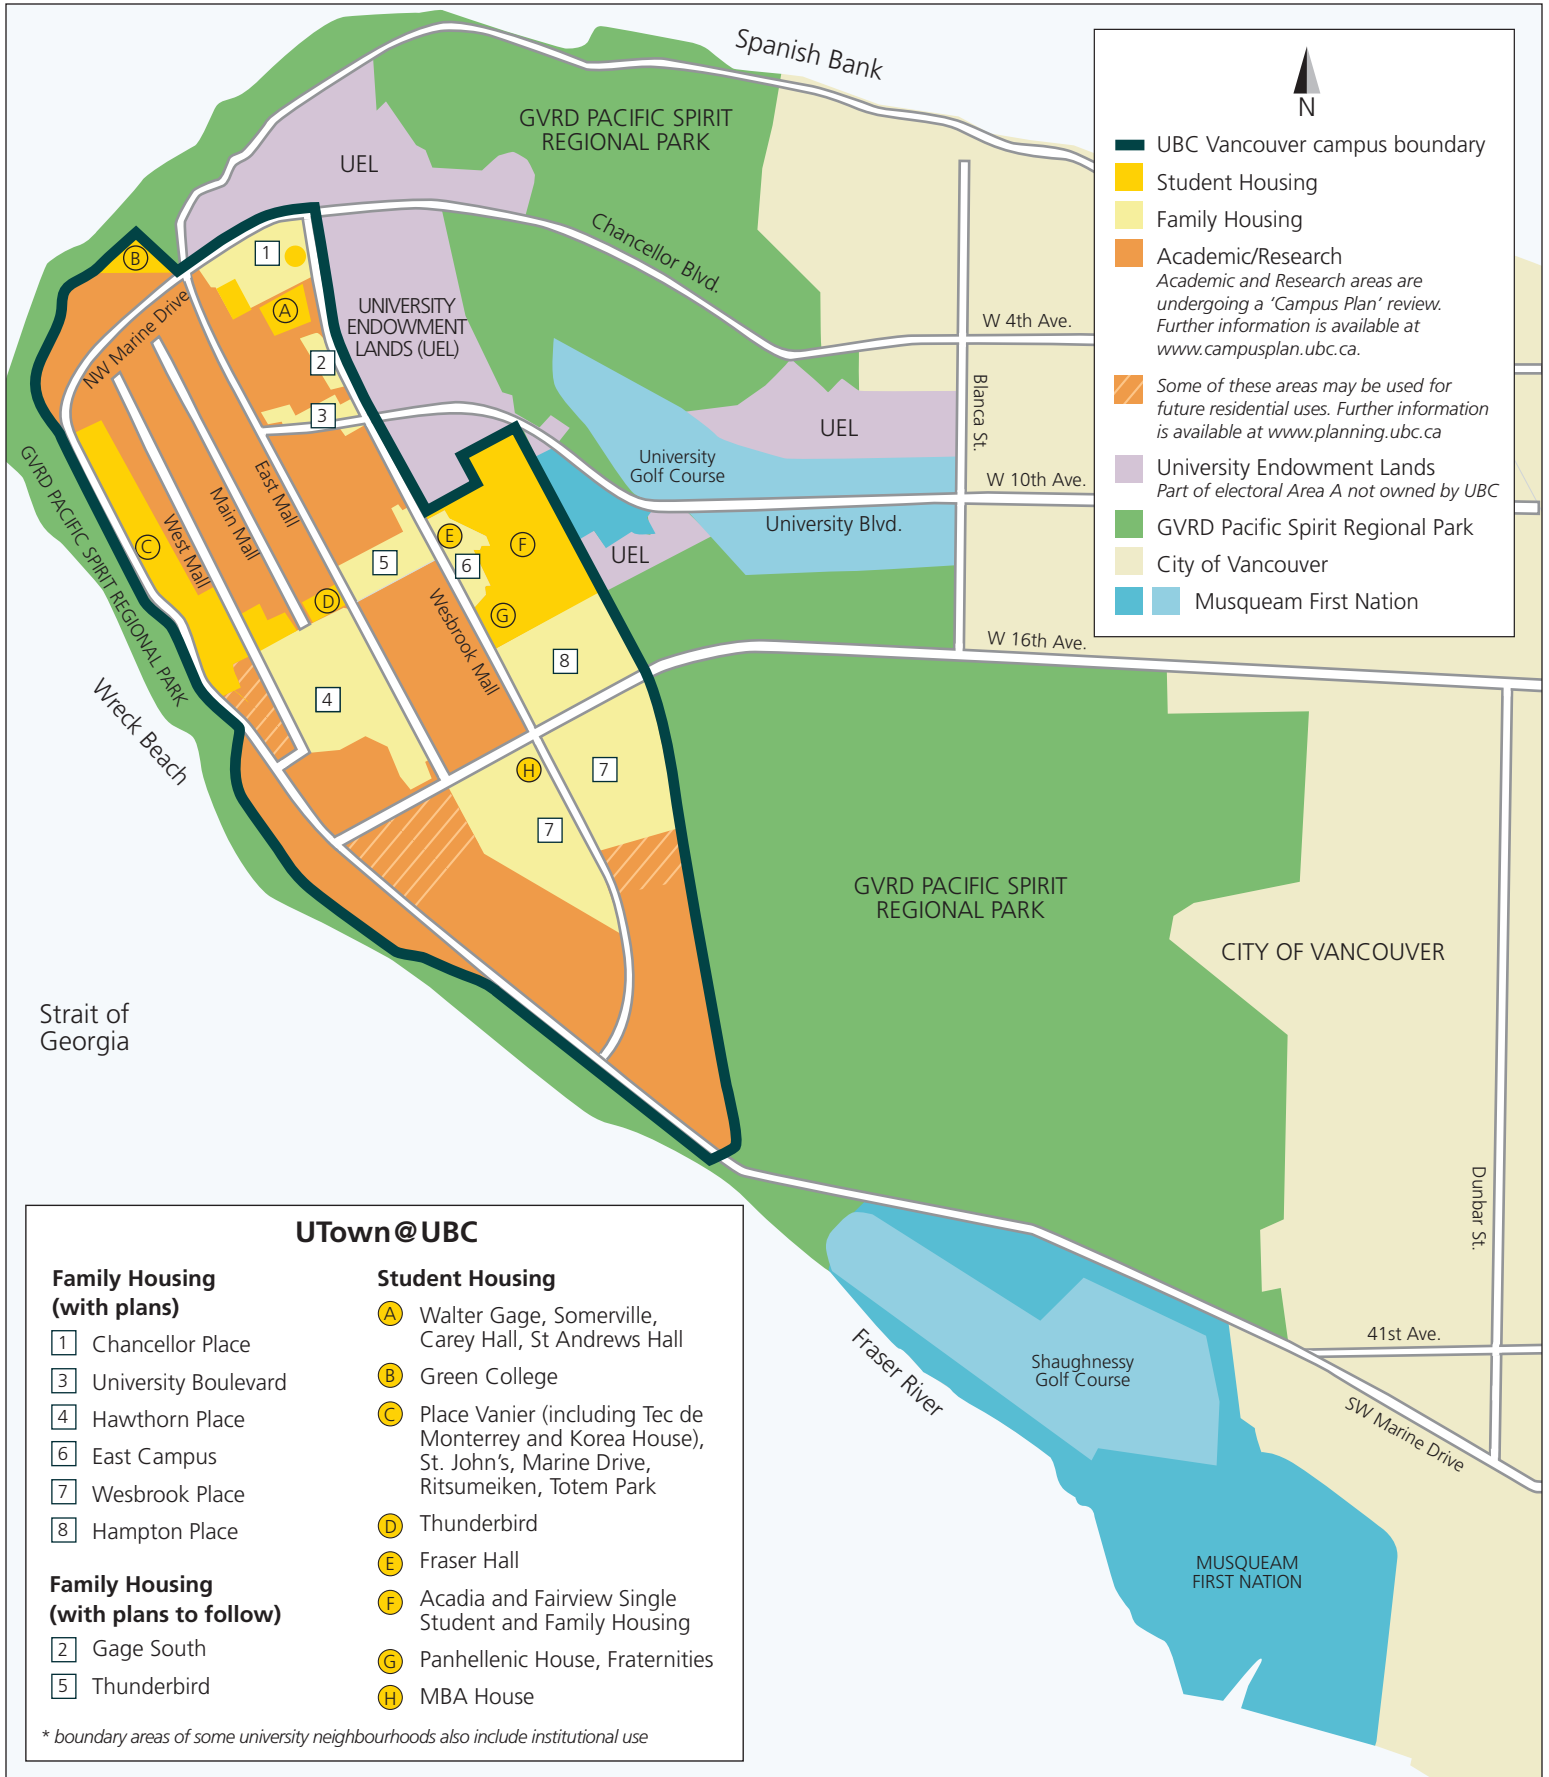 Spanish Bank
GVRD PACIFIC SPIRIT
REGIONAL PARK
UEL
Chancellor Blvd.
UNIVERSITY
ENDOWMENT
LANDS (UEL)
NW Marine Drive
W 4th Ave.
Blanca St.
UEL
University
Golf Course
W 10th Ave.
University Blvd.
UEL
W 16th Ave.
GVRD PACIFIC SPIRIT REGIONAL PARK
West Mall
Main Mall
East Mall
Wesbrook Mall
Wreck Beach
B
1
A
2
3
C
D
5
E
6
F
G
8
4
H
7
7
GVRD PACIFIC SPIRIT
REGIONAL PARK
CITY OF VANCOUVER
Strait of
Georgia
Dunbar St.
41st Ave.
SW Marine Drive
Shaughnessy
Golf Course
Fraser River
MUSQUEAM
FIRST NATION
N
UBC Vancouver campus boundary
Student Housing
Family Housing
Academic/Research
Academic and Research areas are
undergoing a ‘Campus Plan’ review.
Further information is available at
www.campusplan.ubc.ca.
Some of these areas may be used for
future residential uses. Further information
is available at www.planning.ubc.ca
University Endowment Lands
Part of electoral Area A not owned by UBC
GVRD Pacific Spirit Regional Park
City of Vancouver
Musqueam First Nation
UTown@UBC
Family Housing
(with plans)
1 Chancellor Place
3 University Boulevard
4 Hawthorn Place
6 East Campus
7 Wesbrook Place
8 Hampton Place
Family Housing
(with plans to follow)
2 Gage South
5 Thunderbird
Student Housing
A Walter Gage, Somerville,
Carey Hall, St Andrews Hall
B Green College
C Place Vanier (including Tec de
Monterrey and Korea House),
St. John’s, Marine Drive,
Ritsumeiken, Totem Park
D Thunderbird
E Fraser Hall
F Acadia and Fairview Single
Student and Family Housing
G Panhellenic House, Fraternities
H MBA House
* boundary areas of some university neighbourhoods also include institutional use